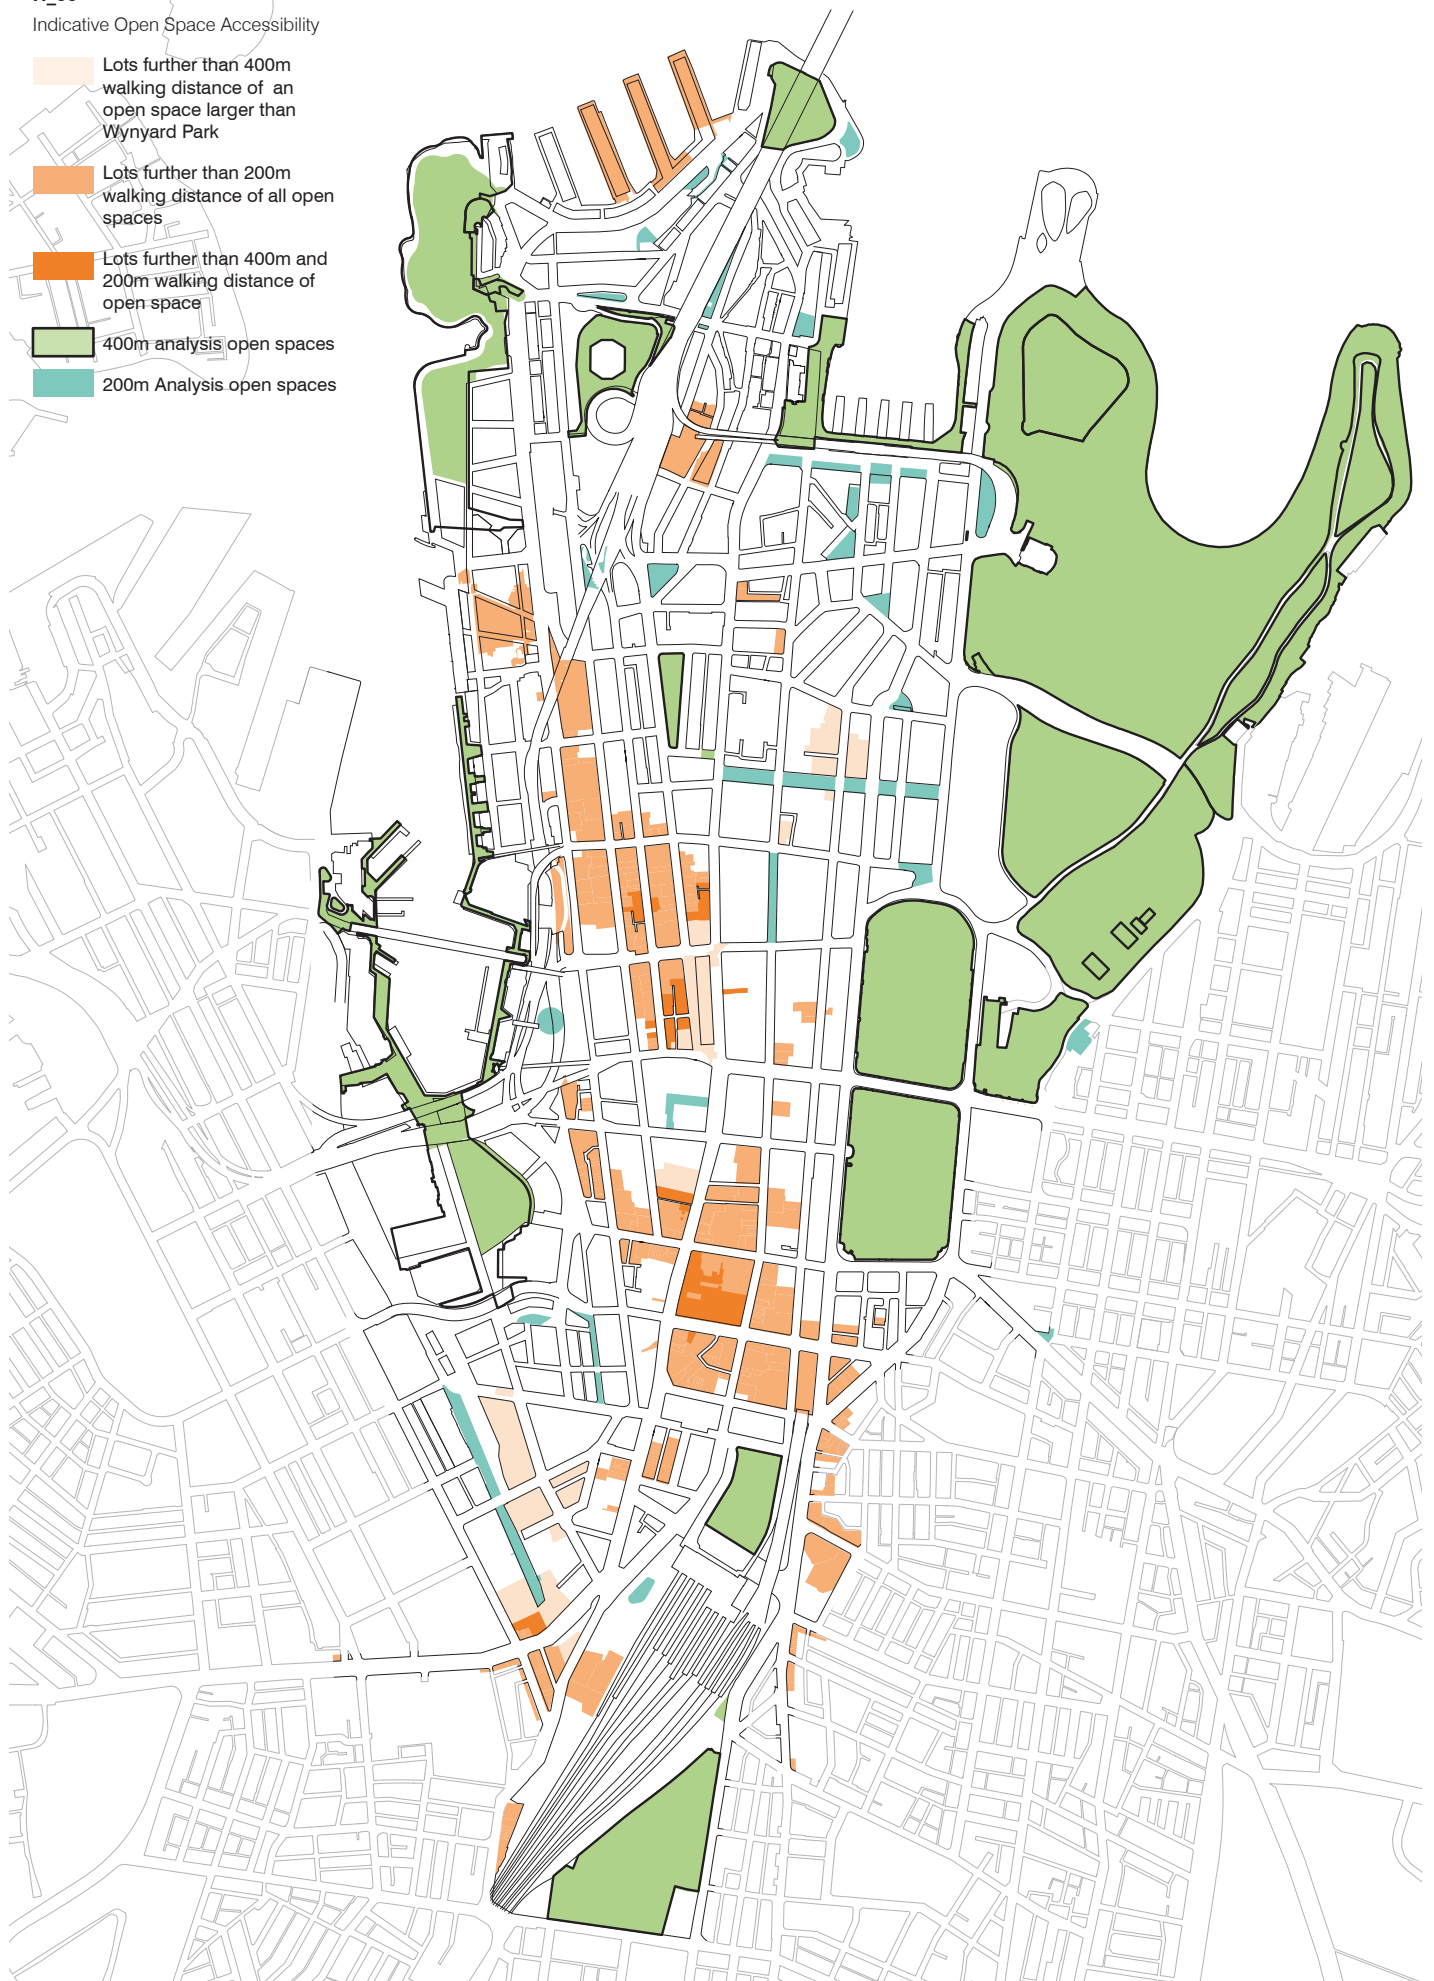 Indicative Open Space Accessibility
Lots further than 400m
walking distance of an
open space larger than
Wynyard Park
Lots further than 200m
walking distance of all open
spaces
Lots further than 400m and
200m walking distance of
open space
400m analysis open spaces
200m Analysis open spaces